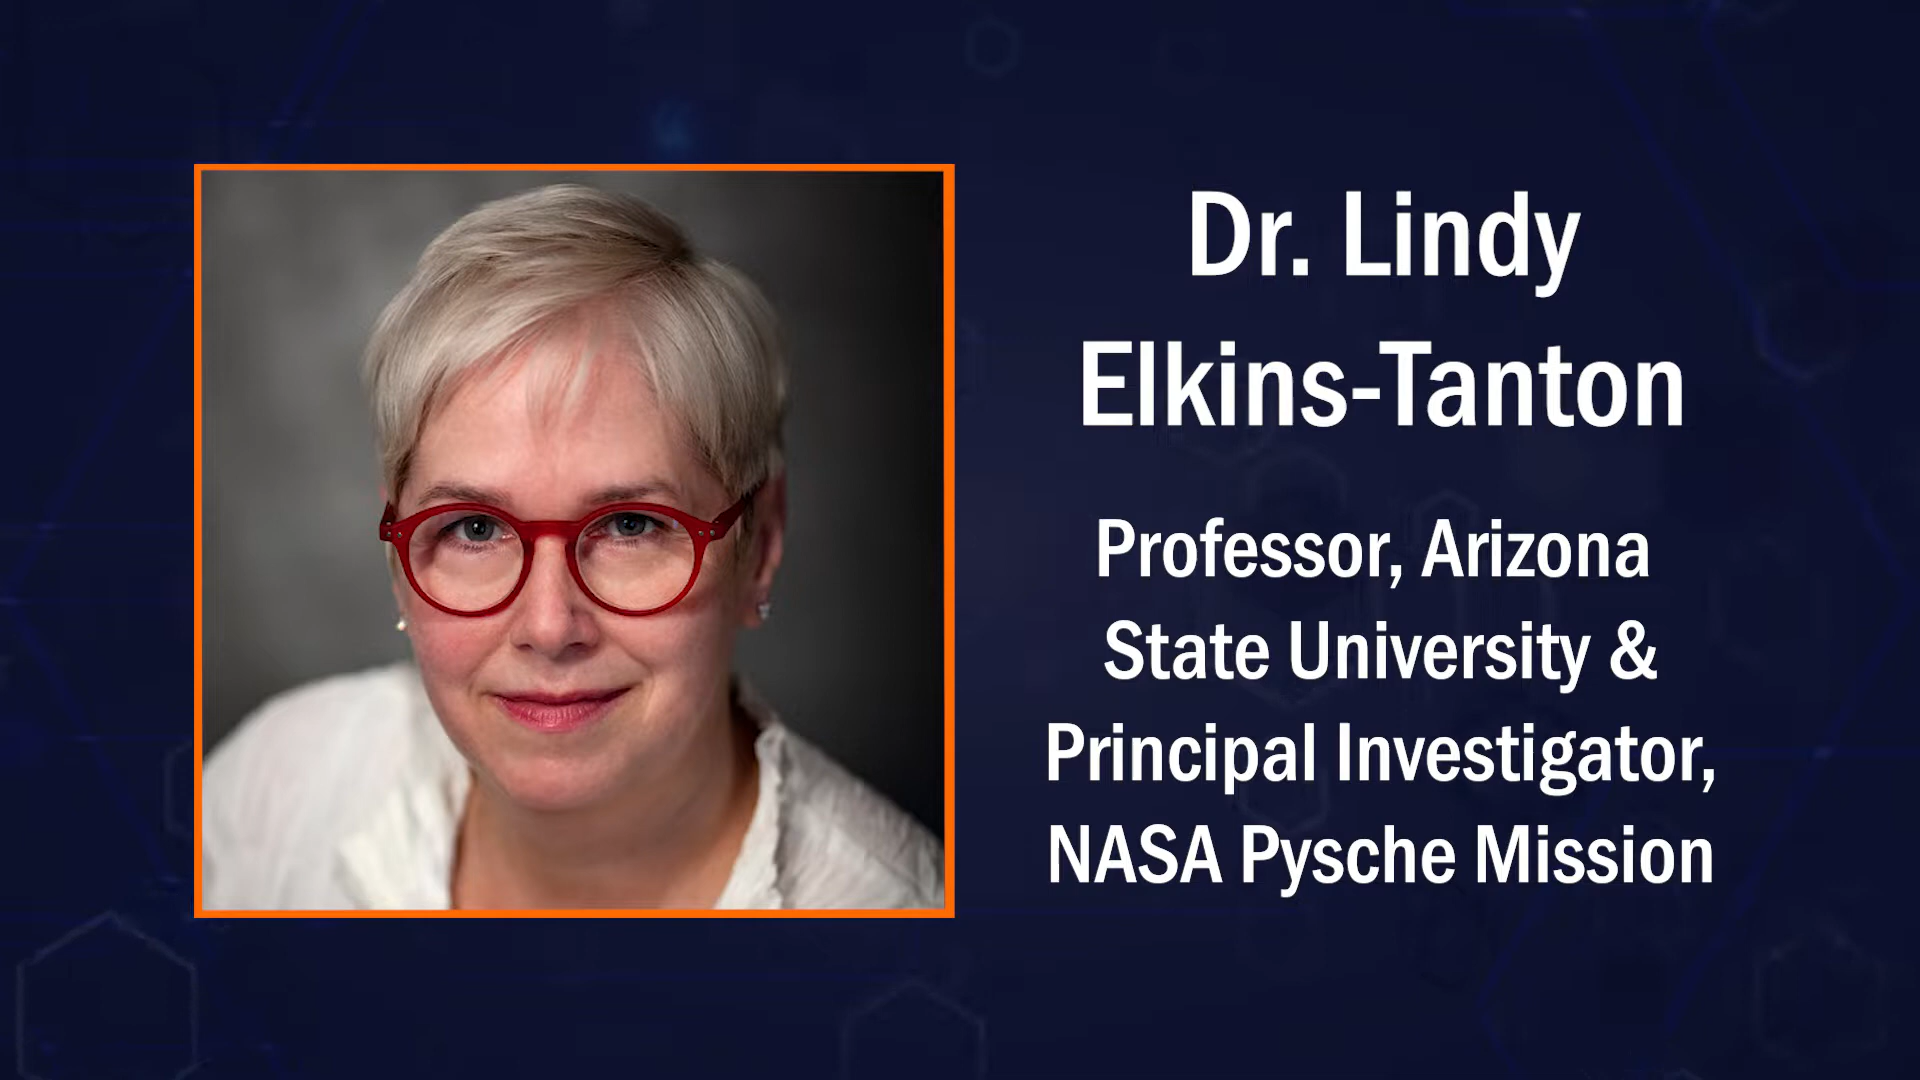 Dr. Lindy
Elkins-Tanton
Professor, Arizona
State University &
Principal Investigator,
NASA Pysche Mission